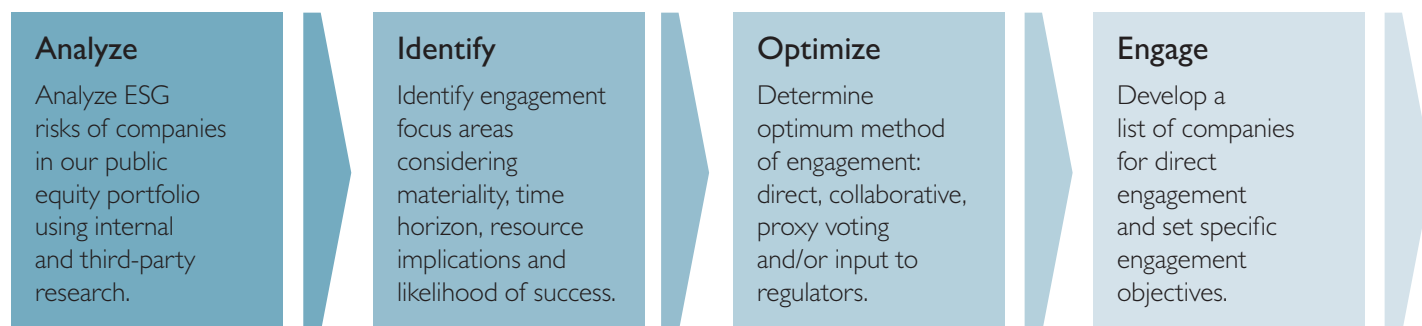 Analyze
Analyze ESG
risks of companies
in our public
equity portfolio
using internal
and third-party
research.
Identify
Identify engagement
focus areas
considering
materiality, time
horizon, resource
implications and
likelihood of success.
Optimize
Determine
optimum method
of engagement:
direct, collaborative,
proxy voting
and/or input to
regulators.
Engage
Develop a
list of companies
for direct
engagement
and set specific
engagement
objectives.